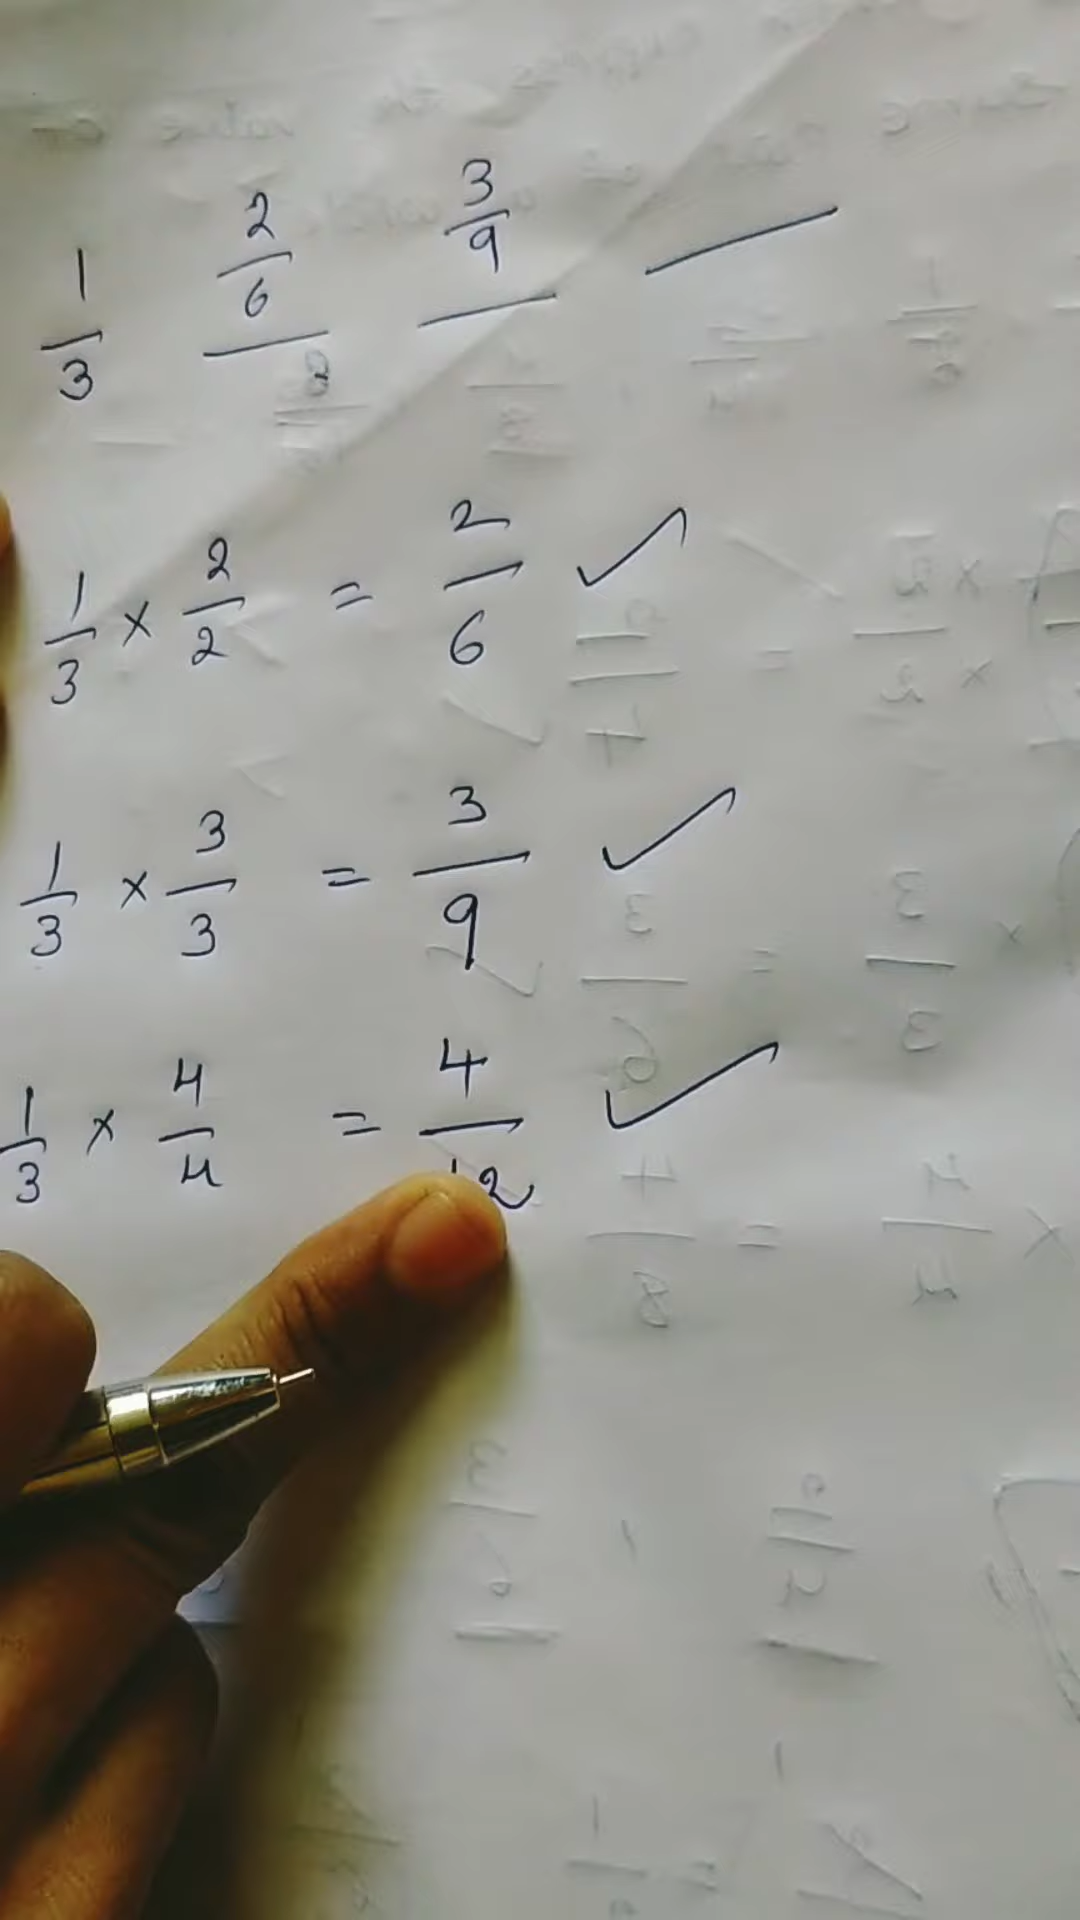 1/3 2/6 3/9
1/3 × 2/2 = 2/6 ✓
1/3 × 3/3 = 3/9 ✓
1/3 × 4/4 = 4/12 ✓